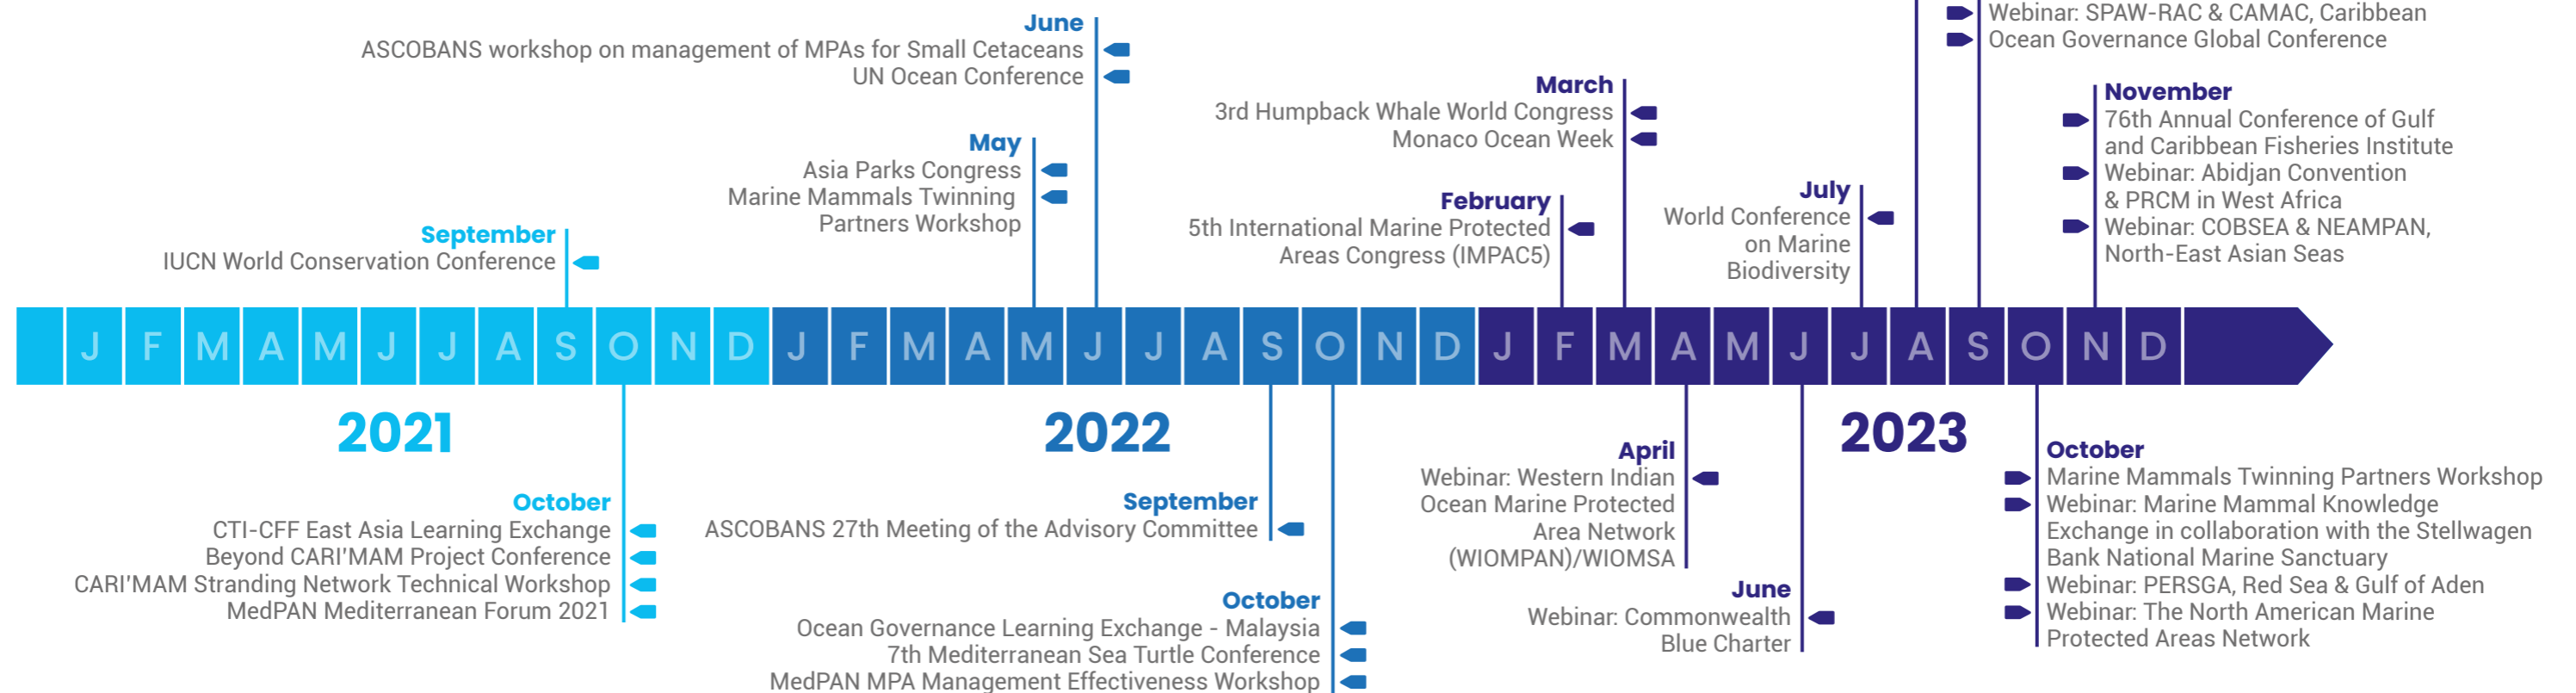 June
ASCOBANS workshop on management of MPAs for Small Cetaceans
UN Ocean Conference
May
Asia Parks Congress
Marine Mammals Twinning
Partners Workshop
September
IUCN World Conservation Conference
March
3rd Humpback Whale World Congress
Monaco Ocean Week
February
5th International Marine Protected
Areas Congress (IMPAC5)
July
World Conference
on Marine
Biodiversity
Webinar: SPAW-RAC & CAMAC, Caribbean
Ocean Governance Global Conference
November
76th Annual Conference of Gulf
and Caribbean Fisheries Institute
Webinar: Abidjan Convention
& PRCM in West Africa
Webinar: COBSEA & NEAMPAN,
North-East Asian Seas
J F M A M J J A S O N D J F M A M J J A S O N D J F M A M J J A S O N D
2021
2022
2023
October
CTI-CFF East Asia Learning Exchange
Beyond CARI'MAM Project Conference
CARI'MAM Stranding Network Technical Workshop
MedPAN Mediterranean Forum 2021
September
ASCOBANS 27th Meeting of the Advisory Committee
October
Ocean Governance Learning Exchange - Malaysia
7th Mediterranean Sea Turtle Conference
MedPAN MPA Management Effectiveness Workshop
April
Webinar: Western Indian
Ocean Marine Protected
Area Network
(WIOMPAN)/WIOMSA
June
Webinar: Commonwealth
Blue Charter
October
Marine Mammals Twinning Partners Workshop
Webinar: Marine Mammal Knowledge
Exchange in collaboration with the Stellwagen
Bank National Marine Sanctuary
Webinar: PERSGA, Red Sea & Gulf of Aden
Webinar: The North American Marine
Protected Areas Network